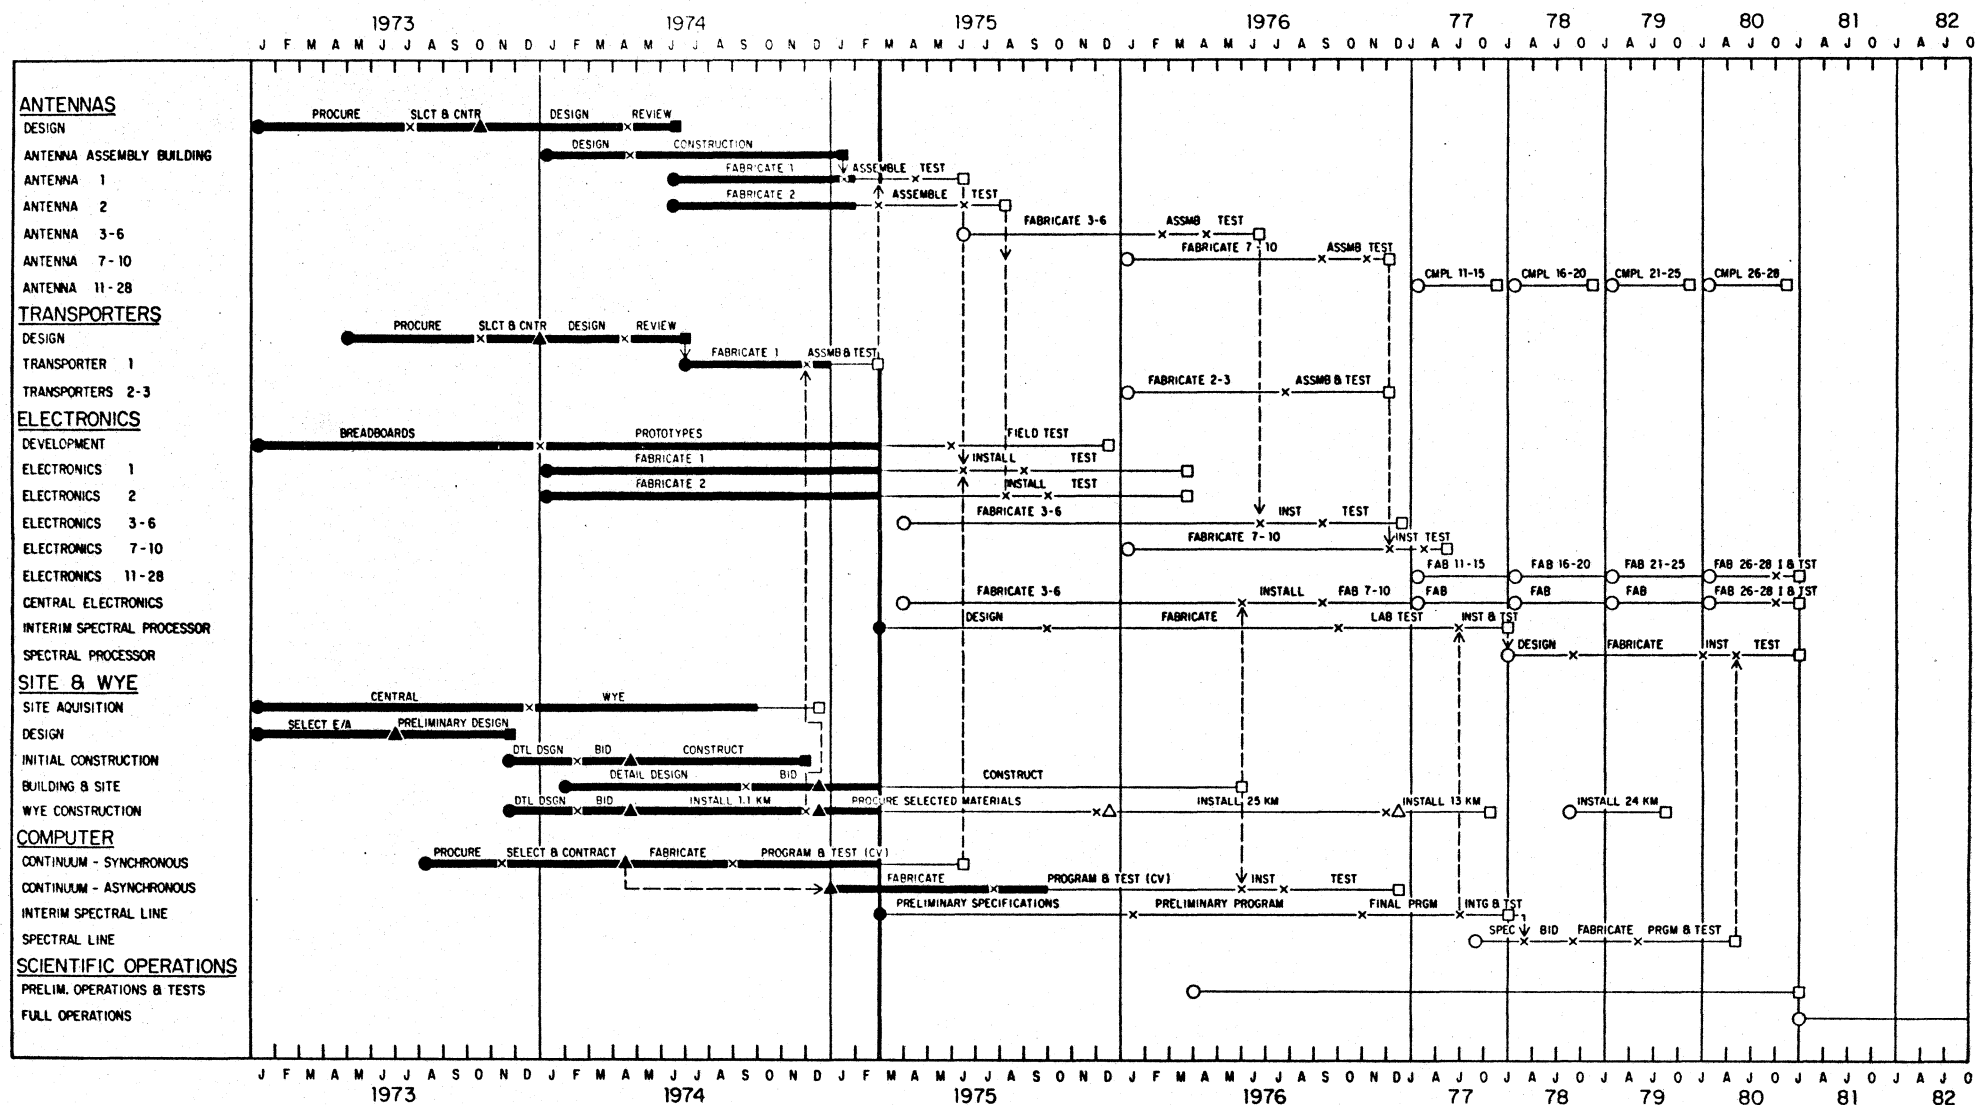 1973 1974 1975 1976 77 78 79 80 81 82
J F M A M J J A S O N D J F M A M J J A S O N D J F M A M J J A S O N D J F M A M J J A S O N D J A J O J A J O J A J O J A J O J A J O J A J O
ANTENNAS
DESIGN PROCURE SLCT & CNTR DESIGN REVIEW
ANTENNA ASSEMBLY BUILDING DESIGN CONSTRUCTION
ANTENNA 1 FABRICATE 1 ASSEMBLE TEST
ANTENNA 2 FABRICATE 2 ASSEMBLE TEST
ANTENNA 3-6 FABRICATE 3-6 ASSMB TEST
ANTENNA 7-10 FABRICATE 7-10 ASSMB TEST
ANTENNA 11-28 CMPL 11-15 CMPL 16-20 CMPL 21-25 CMPL 26-28
TRANSPORTERS
DESIGN PROCURE SLCT & CNTR DESIGN REVIEW
TRANSPORTER 1 FABRICATE 1 ASSMB & TEST
TRANSPORTERS 2-3 FABRICATE 2-3 ASSMB & TEST
ELECTRONICS
DEVELOPMENT BREADBOARDS PROTOTYPES FIELD TEST
ELECTRONICS 1 FABRICATE 1 INSTALL TEST
ELECTRONICS 2 FABRICATE 2 INSTALL TEST
ELECTRONICS 3-6 FABRICATE 3-6 INST TEST
ELECTRONICS 7-10 FABRICATE 7-10 INST TEST
ELECTRONICS 11-28 FAB 11-15 FAB 16-20 FAB 21-25 FAB 26-28 I & TST
CENTRAL ELECTRONICS FABRICATE 3-6 INSTALL FAB 7-10 FAB FAB FAB FAB 26-28 I & TST
INTERIM SPECTRAL PROCESSOR DESIGN FABRICATE LAB TEST INST & TST
SPECTRAL PROCESSOR DESIGN FABRICATE INST TEST
SITE & WYE
SITE AQUISITION CENTRAL WYE
DESIGN SELECT E/A PRELIMINARY DESIGN
INITIAL CONSTRUCTION DTL DSGN BID CONSTRUCT
BUILDING & SITE DETAIL DESIGN BID CONSTRUCT
WYE CONSTRUCTION DTL DSGN BID INSTALL 1.1 KM PROCURE SELECTED MATERIALS INSTALL 25 KM INSTALL 13 KM INSTALL 24 KM
COMPUTER
CONTINUUM - SYNCHRONOUS PROCURE SELECT & CONTRACT FABRICATE PROGRAM & TEST (CV)
CONTINUUM - ASYNCHRONOUS FABRICATE PROGRAM & TEST (CV) INST TEST
INTERIM SPECTRAL LINE PRELIMINARY SPECIFICATIONS PRELIMINARY PROGRAM FINAL PRGM INTG & TST
SPECTRAL LINE SPEC BID FABRICATE PRGM & TEST
SCIENTIFIC OPERATIONS
PRELIM. OPERATIONS & TESTS
FULL OPERATIONS
J F M A M J J A S O N D J F M A M J J A S O N D J F M A M J J A S O N D J F M A M J J A S O N D J A J O J A J O J A J O J A J O J A J O J A J O
1973 1974 1975 1976 77 78 79 80 81 82